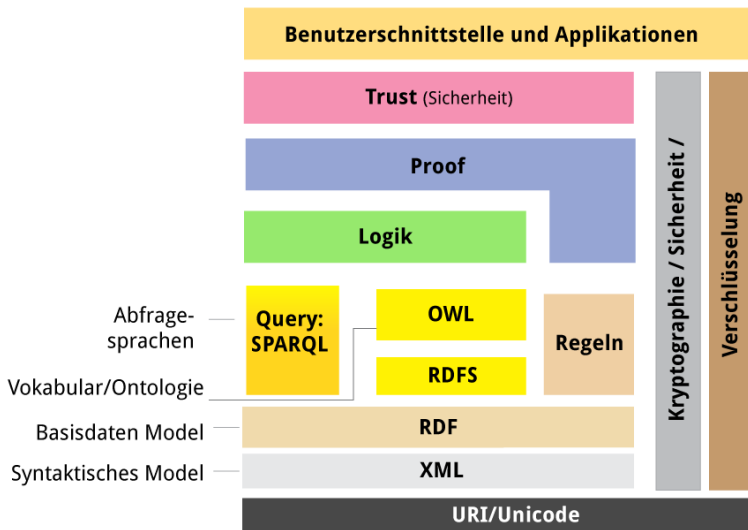 Benutzerschnittstelle und Applikationen
Trust (Sicherheit)
Proof
Logik
Abfrage-
sprachen
Query:
SPARQL
OWL
RDFS
Regeln
Vokabular/Ontologie
Basisdaten Model
RDF
Syntaktisches Model
XML
Kryptographie / Sicherheit /
Verschlüsselung
URI/Unicode